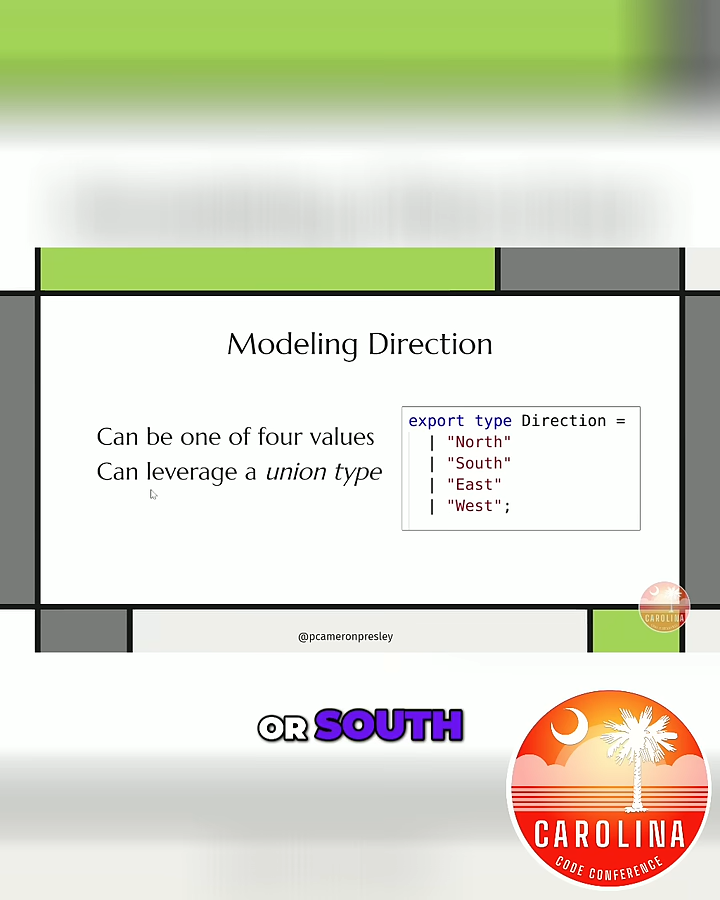 Modeling Direction
Can be one of four values
Can leverage a union type
export type Direction =
| "North"
| "South"
| "East"
| "West";
@pcameronpresley
CAROLINA
OR SOUTH
CAROLINA
CODE CONFERENCE